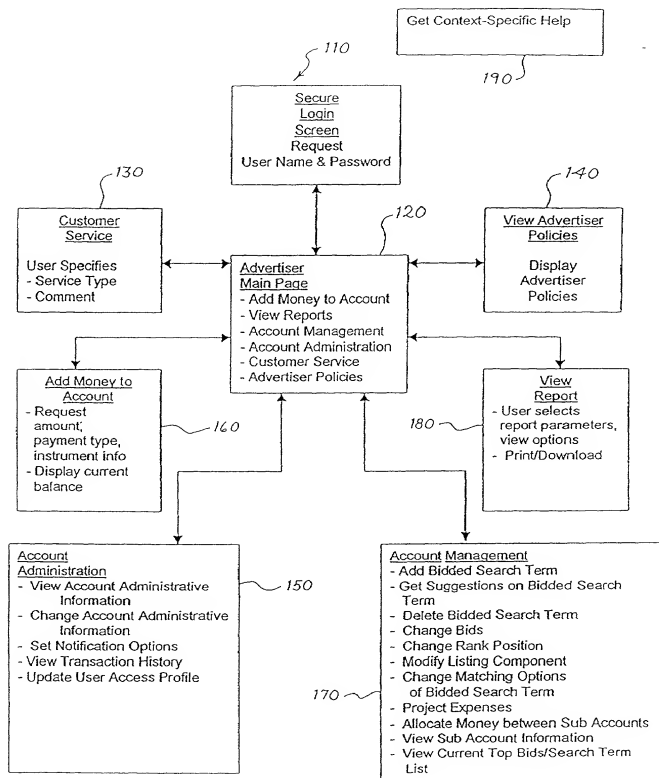 Get Context-Specific Help
190
110
Secure
Login
Screen
Request
User Name & Password
130
Customer
Service
User Specifies
- Service Type
- Comment
120
Advertiser
Main Page
- Add Money to Account
- View Reports
- Account Management
- Account Administration
- Customer Service
- Advertiser Policies
140
View Advertiser
Policies
Display
Advertiser
Policies
Add Money to
Account
- Request
amount,
payment type,
instrument info
- Display current
balance
160
View
Report
- User selects
report parameters,
view options
- Print/Download
180
Account
Administration
- View Account Administrative
Information
- Change Account Administrative
Information
- Set Notification Options
- View Transaction History
- Update User Access Profile
150
Account Management
- Add Bidded Search Term
- Get Suggestions on Bidded Search
Term
- Delete Bidded Search Term
- Change Bids
- Change Rank Position
- Modify Listing Component
- Change Matching Options
of Bidded Search Term
- Project Expenses
- Allocate Money between Sub Accounts
- View Sub Account Information
- View Current Top Bids/Search Term
List
170